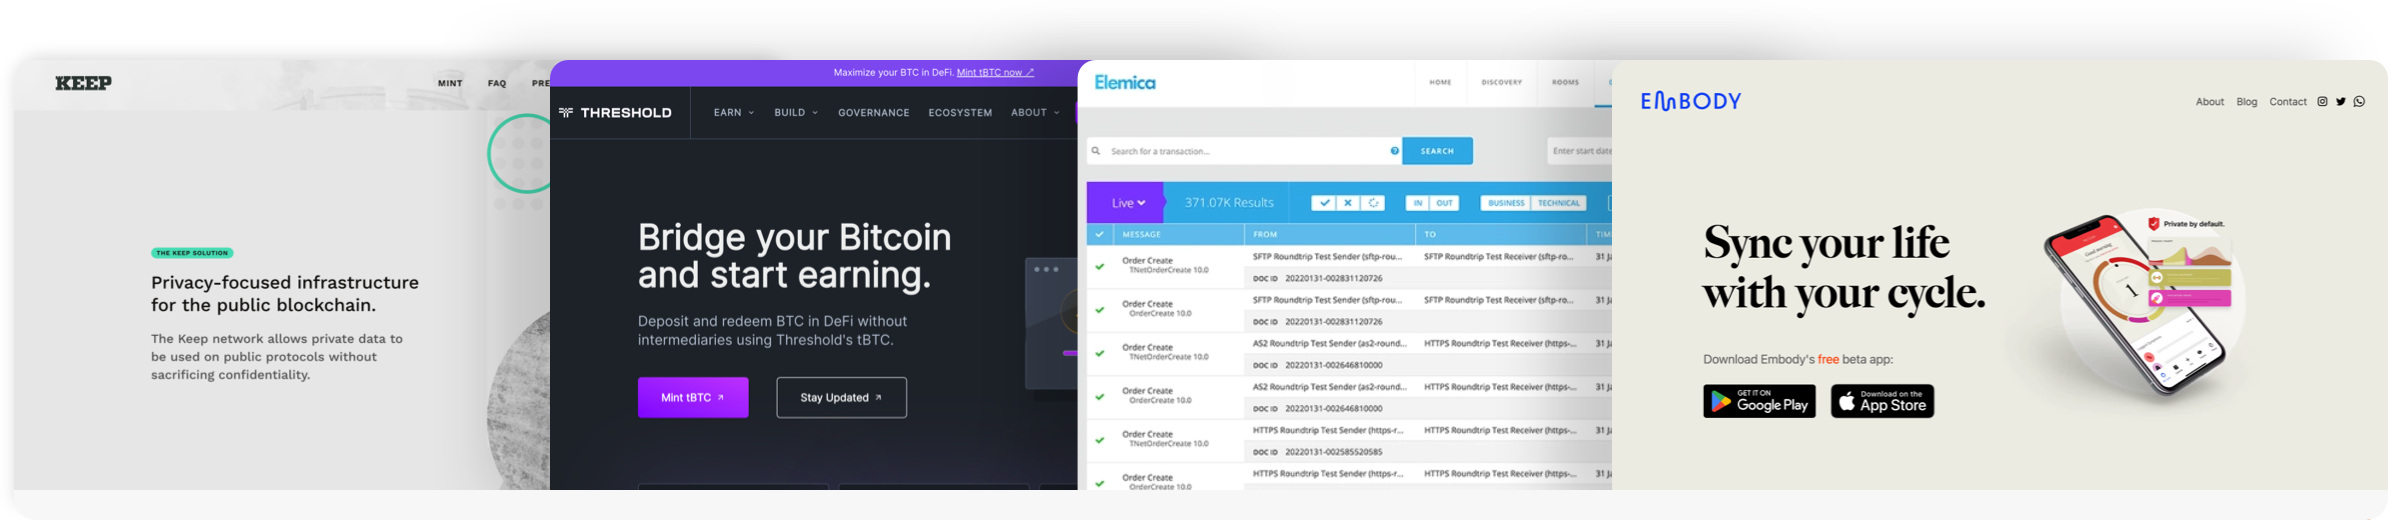 KEEP
MINT FAQ PRE
THE KEEP SOLUTION
Privacy-focused infrastructure
for the public blockchain.
The Keep network allows private data to
be used on public protocols without
sacrificing confidentiality.
Maximize your BTC in DeFi. Mint tBTC now ↗
THRESHOLD
EARN BUILD GOVERNANCE ECOSYSTEM ABOUT
Bridge your Bitcoin
and start earning.
Deposit and redeem BTC in DeFi without
intermediaries using Threshold's tBTC.
Mint tBTC ↗ Stay Updated ↗
Elemica
HOME DISCOVERY ROOMS
Search for a transaction... SEARCH Enter start date
Live 371.07K Results IN OUT BUSINESS TECHNICAL
MESSAGE FROM TO TIM
Order Create SFTP Roundtrip Test Sender (sftp-rou... SFTP Roundtrip Test Receiver (sftp-ro... 31 Ja
TNetOrderCreate 10.0
DOC ID 20220131-002831120726
Order Create SFTP Roundtrip Test Sender (sftp-rou... SFTP Roundtrip Test Receiver (sftp-ro... 31 Ja
OrderCreate 10.0
DOC ID 20220131-002831120726
Order Create AS2 Roundtrip Test Sender (as2-round... HTTPS Roundtrip Test Receiver (https-... 31 Ja
TNetOrderCreate 10.0
DOC ID 20220131-002646810000
Order Create AS2 Roundtrip Test Sender (as2-round... HTTPS Roundtrip Test Receiver (https-... 31 Ja
OrderCreate 10.0
DOC ID 20220131-002646810000
Order Create HTTPS Roundtrip Test Sender (https-r... HTTPS Roundtrip Test Receiver (https-... 31 Ja
TNetOrderCreate 10.0
DOC ID 20220131-002585520585
Order Create HTTPS Roundtrip Test Sender (https-r... HTTPS Roundtrip Test Receiver (https-... 31 Ja
OrderCreate 10.0
EMBODY
About Blog Contact
Sync your life
with your cycle.
Download Embody's free beta app:
GET IT ON
Google Play
Download on the
App Store
Private by default.
Good morning
1